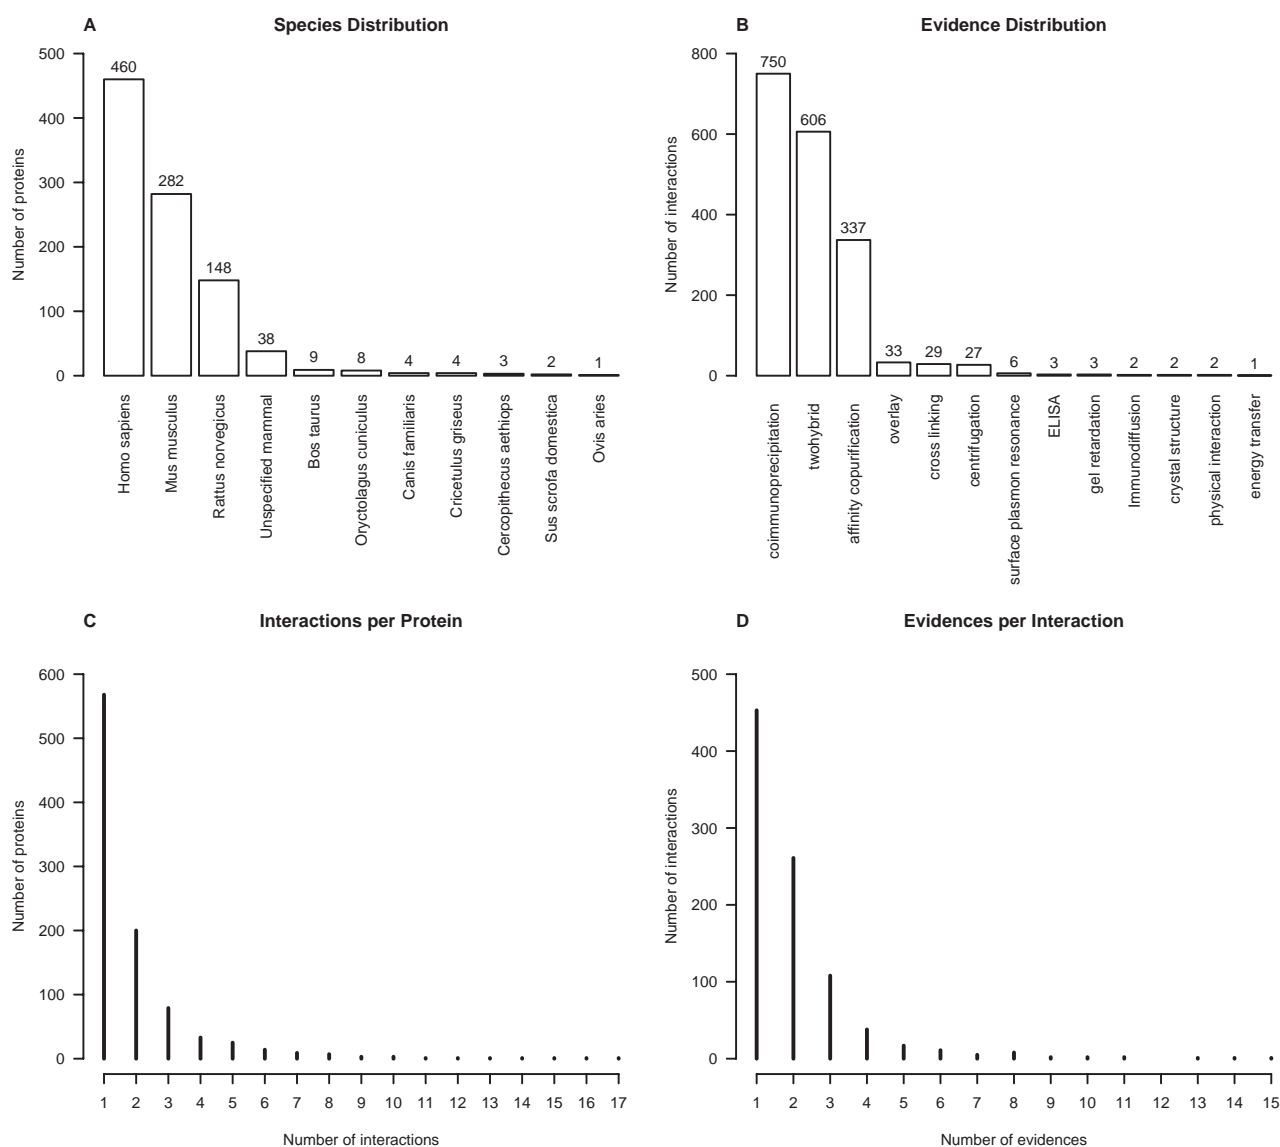 A
Species Distribution
Number of proteins
500
400
300
200
100
0
460
282
148
38
9
8
4
4
3
2
1
Homo sapiens
Mus musculus
Rattus norvegicus
Unspecified mammal
Bos taurus
Oryctolagus cuniculus
Canis familiaris
Cricetulus griseus
Cercopithecus aethiops
Sus scrofa domestica
Ovis aries
B
Evidence Distribution
Number of interactions
800
600
400
200
0
750
606
337
33
29
27
6
3
3
2
2
2
1
coimmunoprecipitation
twohybrid
affinity copurification
overlay
cross linking
centrifugation
surface plasmon resonance
ELISA
gel retardation
Immunodiffusion
crystal structure
physical interaction
energy transfer
C
Interactions per Protein
Number of proteins
600
500
400
300
200
100
0
1 2 3 4 5 6 7 8 9 10 11 12 13 14 15 16 17
Number of interactions
D
Evidences per Interaction
Number of interactions
500
400
300
200
100
0
1 2 3 4 5 6 7 8 9 10 11 12 13 14 15
Number of evidences